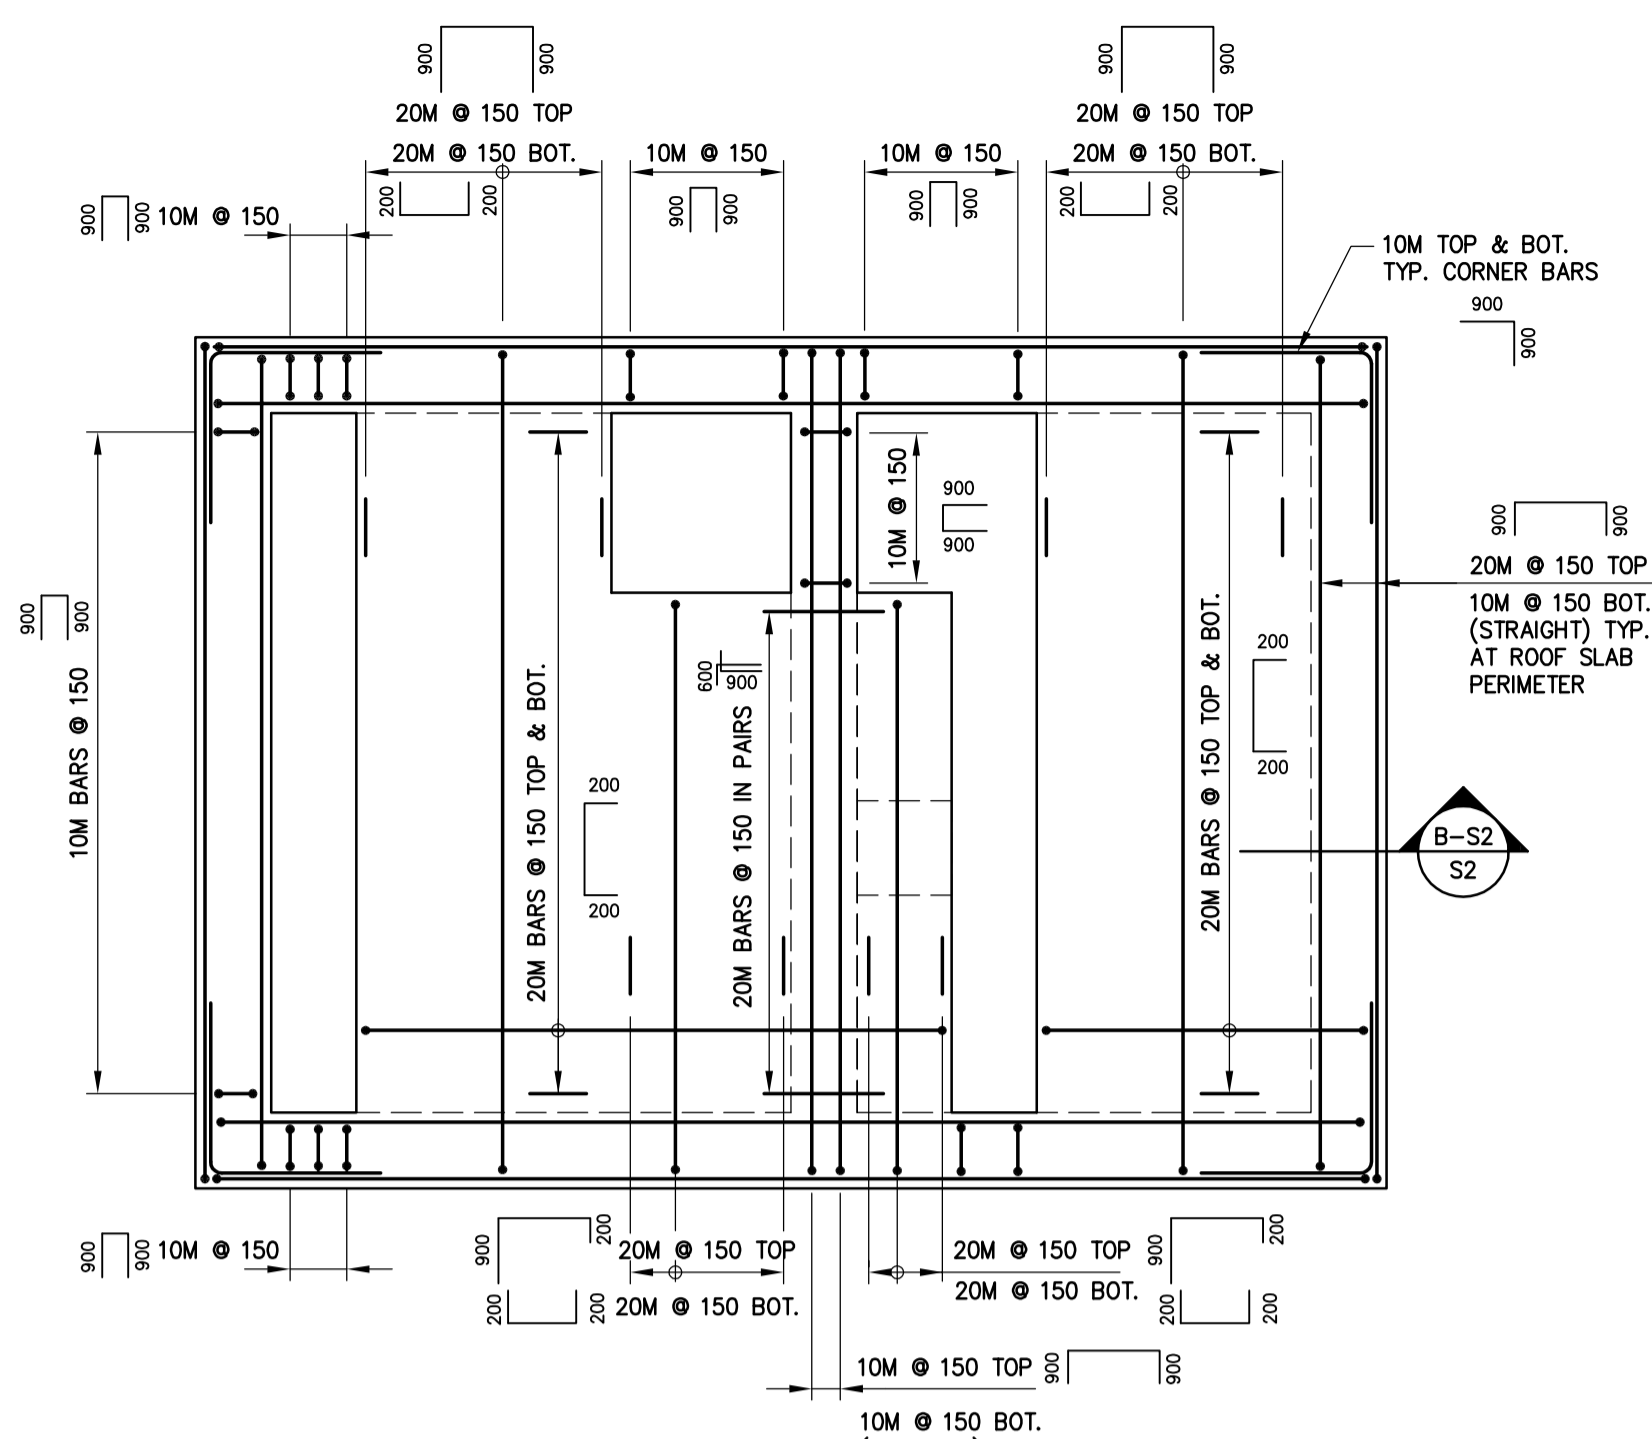 900
900
20M @ 150 TOP
20M @ 150 BOT.
200
200
10M @ 150
900
900
10M @ 150
900
900
900
900
20M @ 150 TOP
20M @ 150 BOT.
200
200
900
900
10M @ 150
10M TOP & BOT.
TYP. CORNER BARS
900
900
900
900
20M @ 150 TOP
10M @ 150 BOT.
(STRAIGHT) TYP.
AT ROOF SLAB
PERIMETER
10M @ 150
900
900
900
900
10M BARS @ 150
20M BARS @ 150 TOP & BOT.
200
200
600
900
20M BARS @ 150 IN PAIRS
20M BARS @ 150 TOP & BOT.
200
200
B-S2
S2
900
900
10M @ 150
900
200
200
200
20M @ 150 TOP
20M @ 150 BOT.
20M @ 150 TOP
20M @ 150 BOT.
900
200
200
200
10M @ 150 TOP
900
900
10M @ 150 BOT.